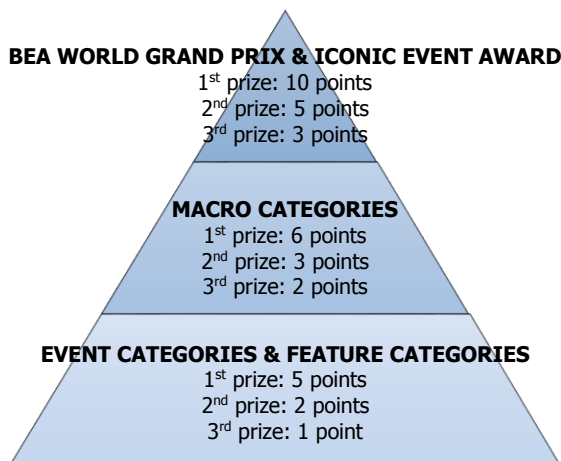 BEA WORLD GRAND PRIX & ICONIC EVENT AWARD
1st prize: 10 points
2nd prize: 5 points
3rd prize: 3 points
MACRO CATEGORIES
1st prize: 6 points
2nd prize: 3 points
3rd prize: 2 points
EVENT CATEGORIES & FEATURE CATEGORIES
1st prize: 5 points
2nd prize: 2 points
3rd prize: 1 point